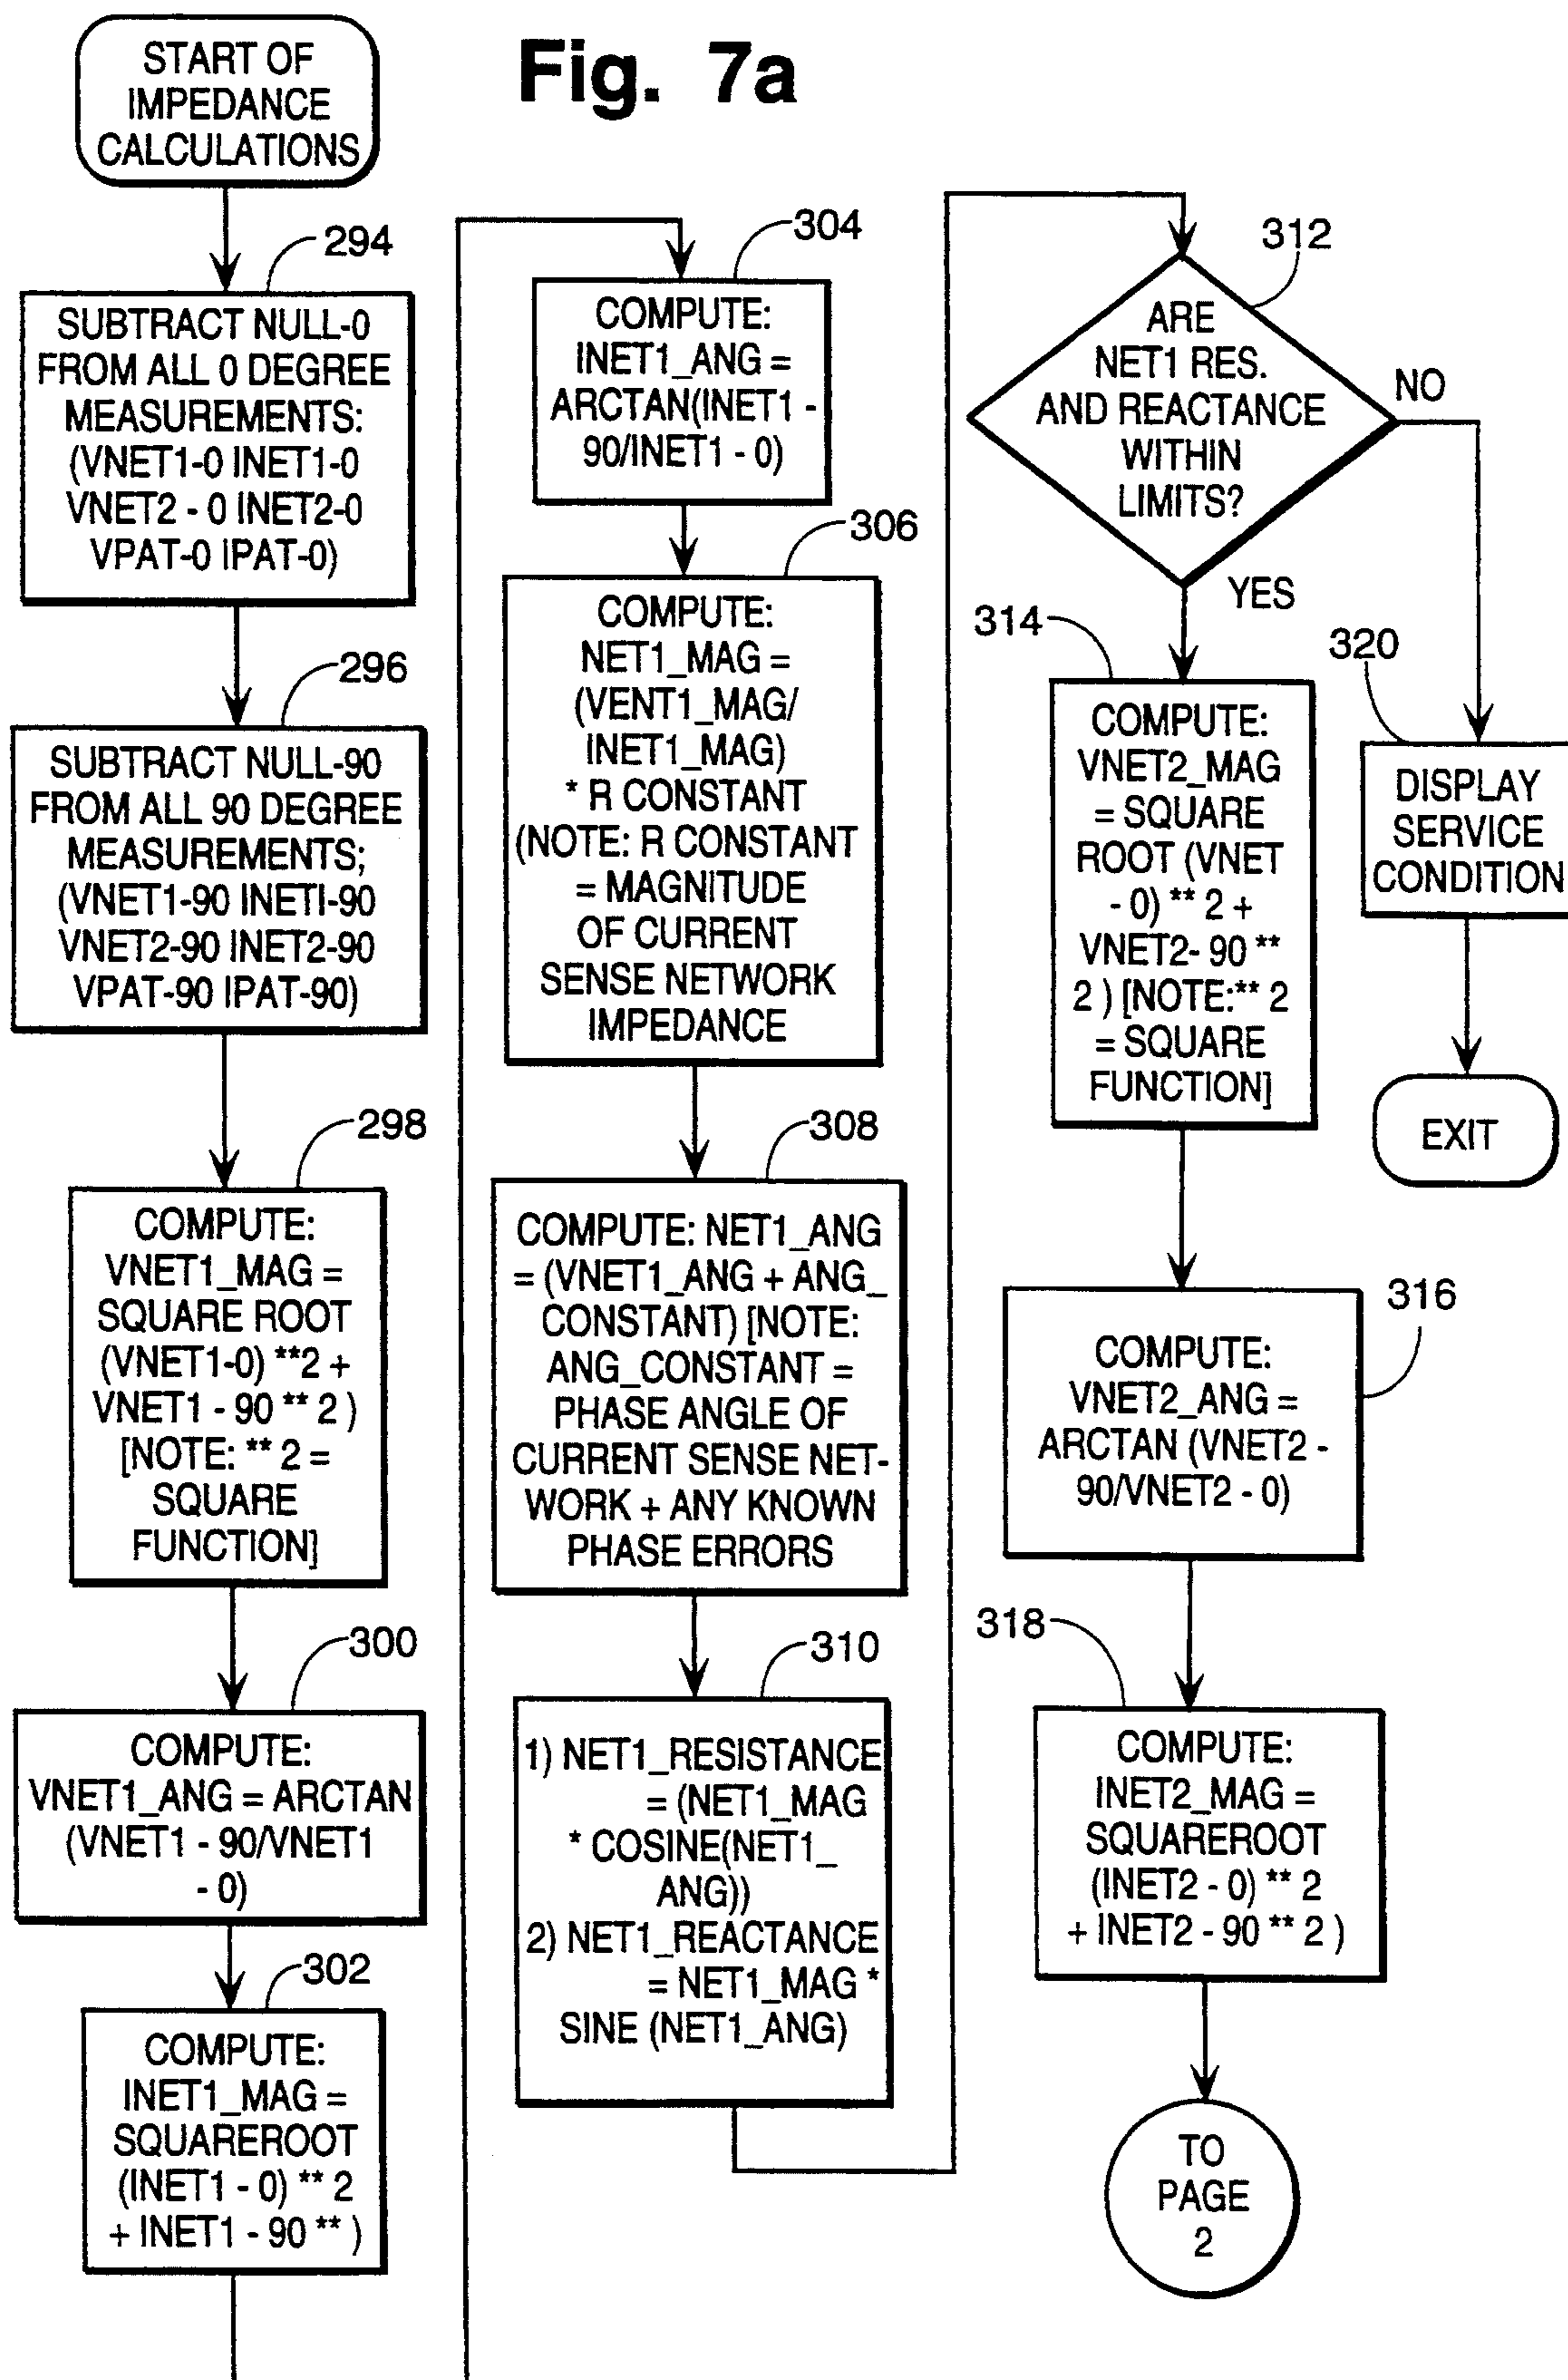 Fig. 7a
START OF
IMPEDANCE
CALCULATIONS
294
SUBTRACT NULL-0
FROM ALL 0 DEGREE
MEASUREMENTS:
(VNET1-0 INET1-0
VNET2 - 0 INET2-0
VPAT-0 IPAT-0)
296
SUBTRACT NULL-90
FROM ALL 90 DEGREE
MEASUREMENTS;
(VNET1-90 INETI-90
VNET2-90 INET2-90
VPAT-90 IPAT-90)
298
COMPUTE:
VNET1_MAG =
SQUARE ROOT
(VNET1-0) **2 +
VNET1 - 90 ** 2 )
[NOTE: ** 2 =
SQUARE
FUNCTION]
300
COMPUTE:
VNET1_ANG = ARCTAN
(VNET1 - 90/VNET1
- 0)
302
COMPUTE:
INET1_MAG =
SQUAREROOT
(INET1 - 0) ** 2
+ INET1 - 90 ** )
304
COMPUTE:
INET1_ANG =
ARCTAN(INET1 -
90/INET1 - 0)
306
COMPUTE:
NET1_MAG =
(VENT1_MAG/
INET1_MAG)
* R CONSTANT
(NOTE: R CONSTANT
= MAGNITUDE
OF CURRENT
SENSE NETWORK
IMPEDANCE
308
COMPUTE: NET1_ANG
= (VNET1_ANG + ANG_
CONSTANT) [NOTE:
ANG_CONSTANT =
PHASE ANGLE OF
CURRENT SENSE NET-
WORK + ANY KNOWN
PHASE ERRORS
310
1) NET1_RESISTANCE
= (NET1_MAG
* COSINE(NET1_
ANG))
2) NET1_REACTANCE
= NET1_MAG *
SINE (NET1_ANG)
312
ARE
NET1 RES.
AND REACTANCE
WITHIN
LIMITS?
NO
YES
314
COMPUTE:
VNET2_MAG
= SQUARE
ROOT (VNET
- 0) ** 2 +
VNET2- 90 **
2 ) [NOTE:** 2
= SQUARE
FUNCTION]
320
DISPLAY
SERVICE
CONDITION
EXIT
316
COMPUTE:
VNET2_ANG =
ARCTAN (VNET2 -
90/VNET2 - 0)
318
COMPUTE:
INET2_MAG =
SQUAREROOT
(INET2 - 0) ** 2
+ INET2 - 90 ** 2 )
TO
PAGE
2